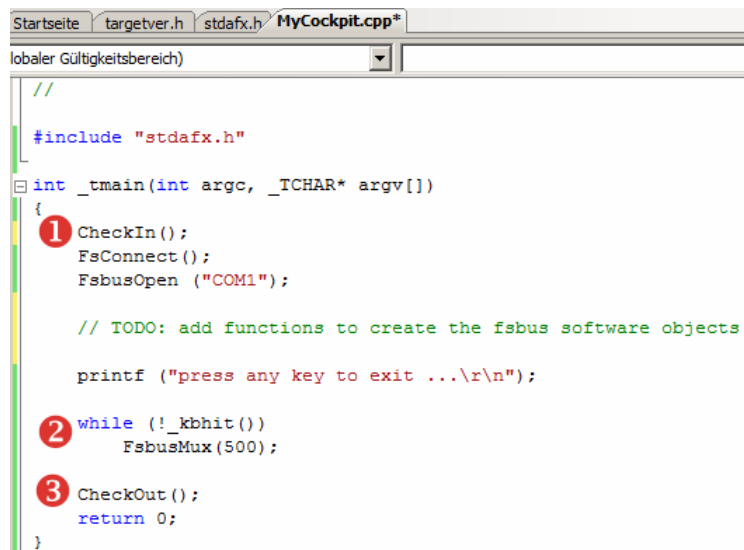 Startseite targetver.h stdafx.h MyCockpit.cpp*
lobaler Gültigkeitsbereich)
//
#include "stdafx.h"
int _tmain(int argc, _TCHAR* argv[])
{
1 CheckIn();
FsConnect();
FsbusOpen ("COM1");
// TODO: add functions to create the fsbus software objects
printf ("press any key to exit ...\r\n");
2 while (!_kbhit())
FsbusMux(500);
3 CheckOut();
return 0;
}